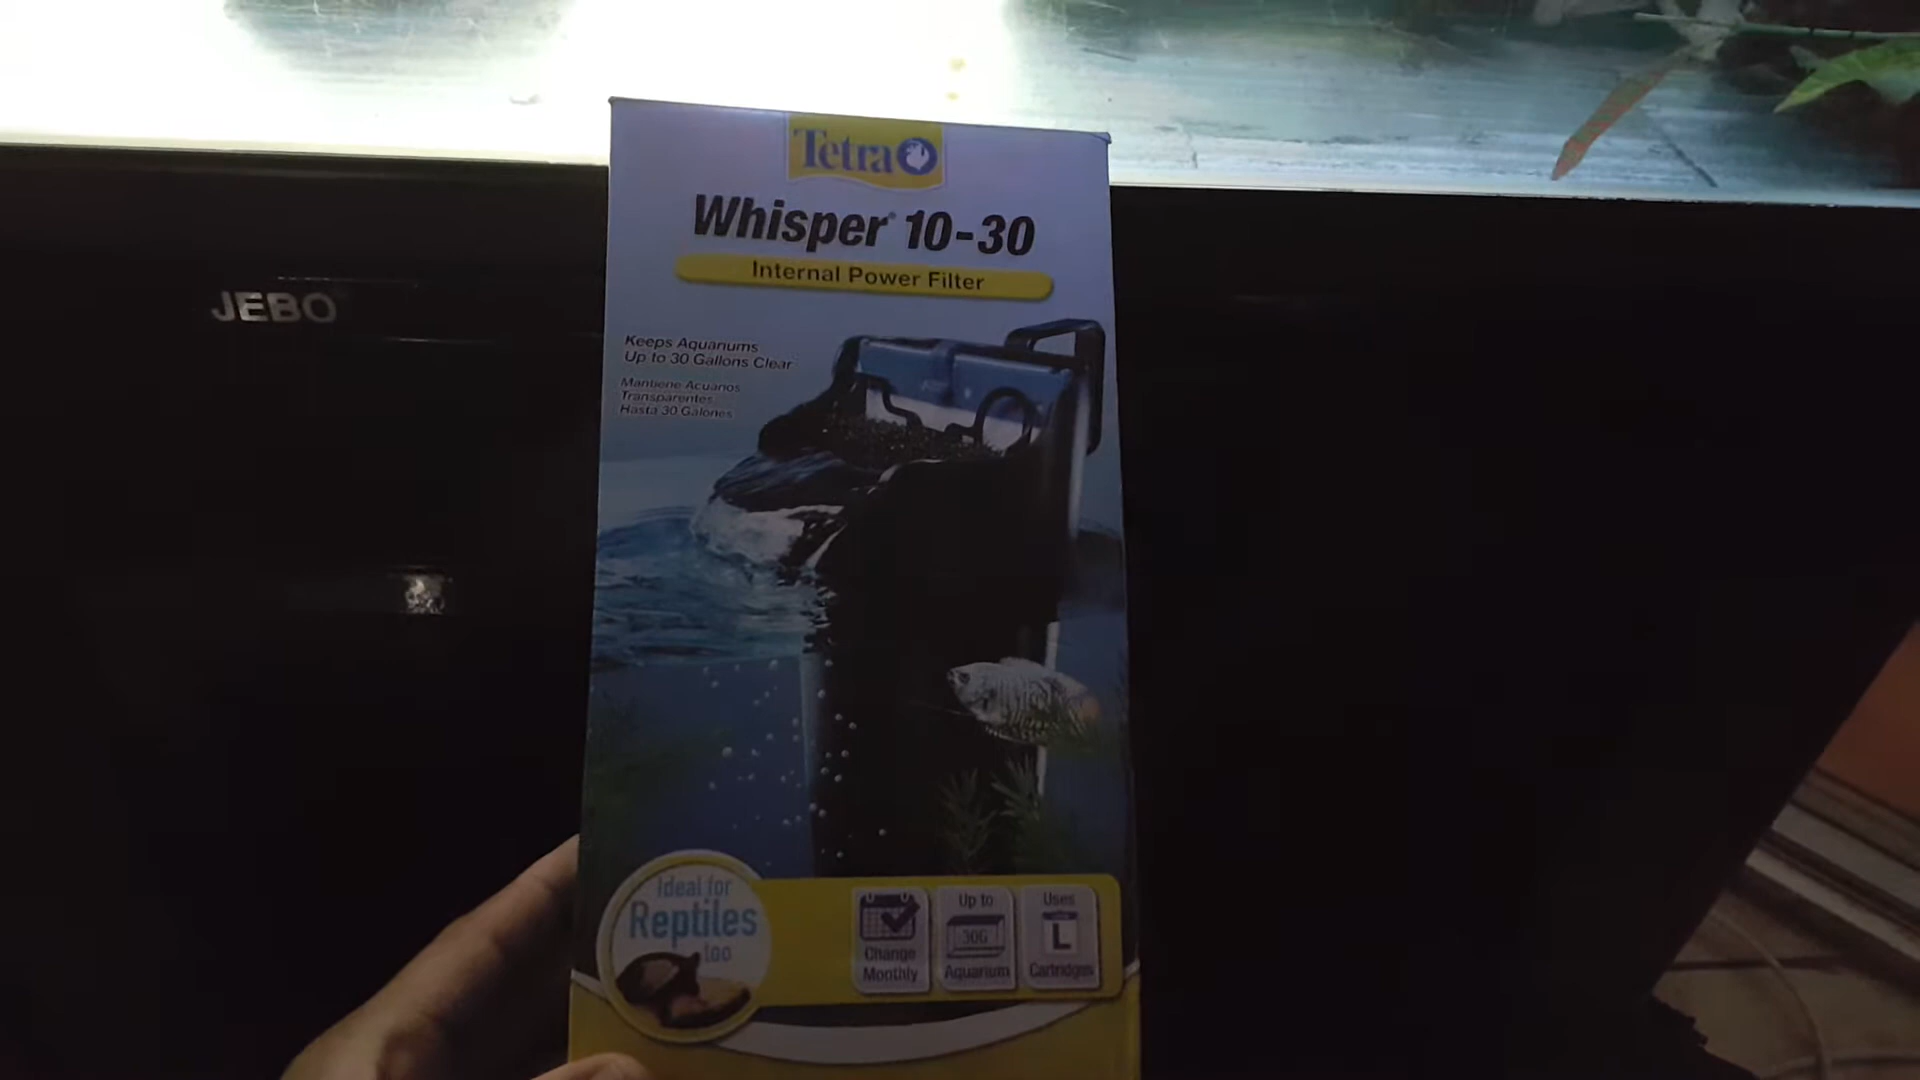 Tetra
Whisper® 10-30
Internal Power Filter
JEBO
Keeps Aquariums
Up to 30 Gallons Clear
Mantiene Acuarios
Transparentes
Hasta 30 Galones
Ideal for
Reptiles
too
Change
Monthly
Up to
30G
Aquarium
Uses
L
Cartridges